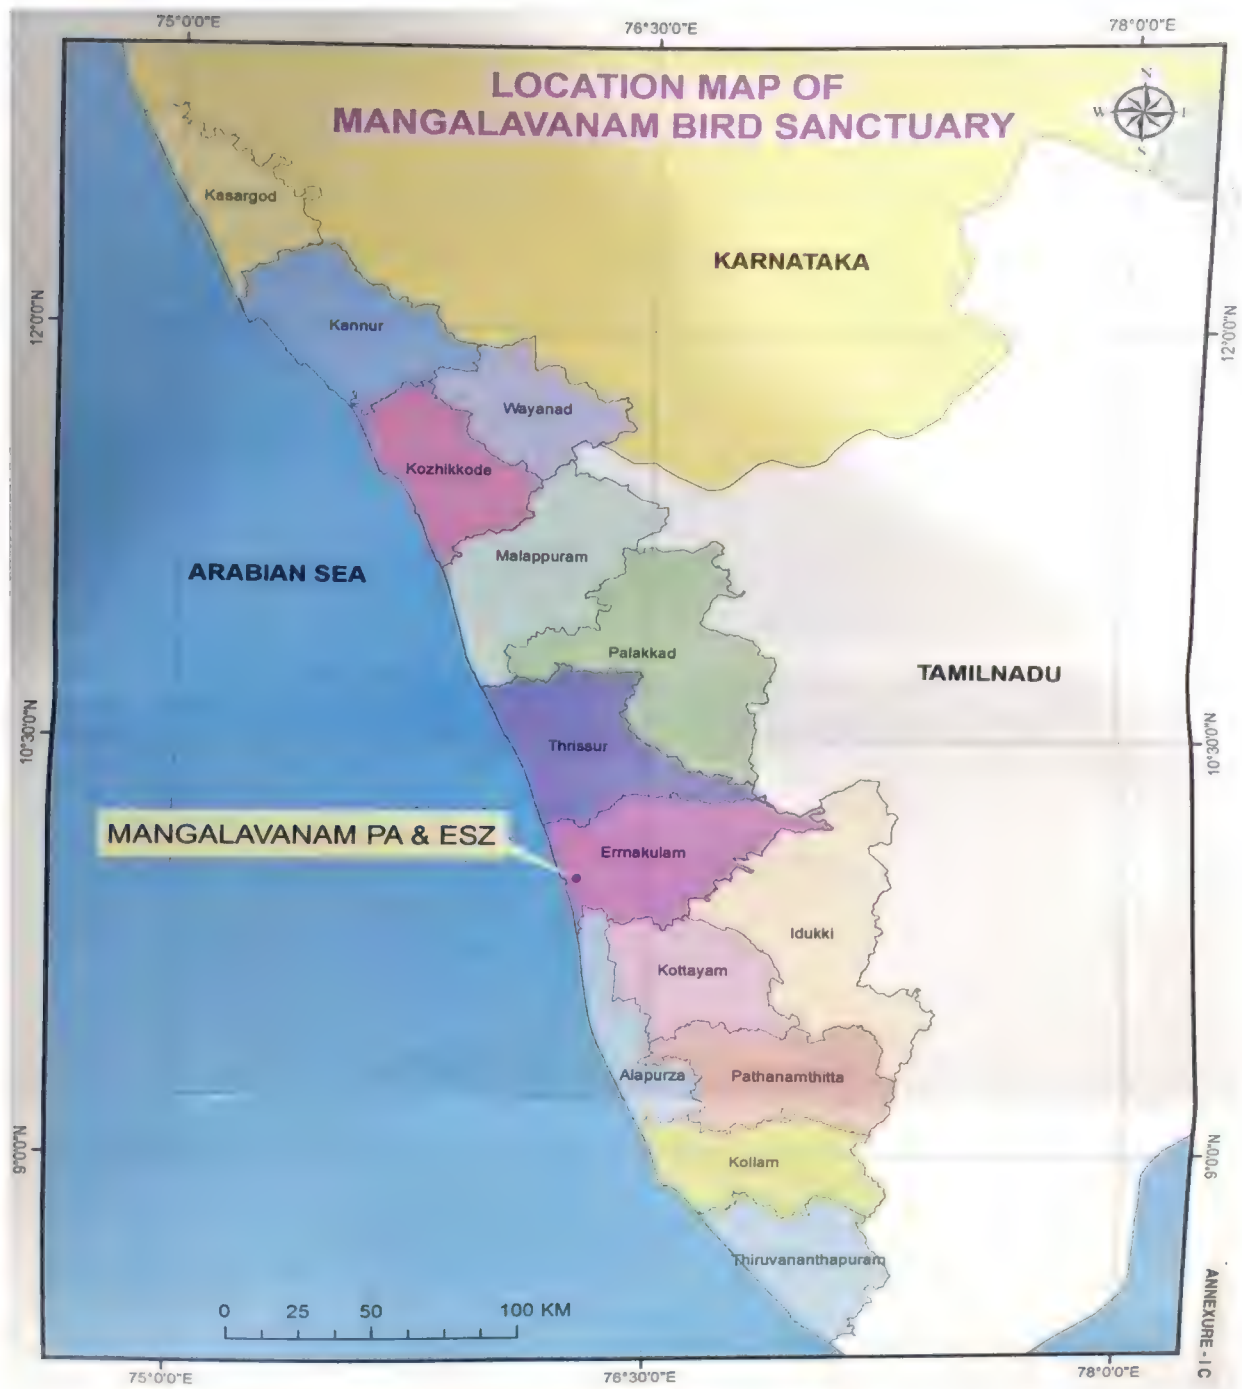 75°0'0"E
76°30'0"E
78°0'0"E
LOCATION MAP OF
MANGALAVANAM BIRD SANCTUARY
N
W
S
Kasargod
KARNATAKA
12°0'0"N
12°0'0"N
Kannur
Wayanad
Kozhikkode
Malappuram
ARABIAN SEA
Palakkad
TAMILNADU
10°30'0"N
10°30'0"N
Thrissur
MANGALAVANAM PA & ESZ
Ermakulam
Idukki
Kottayam
Alapurza
Pathanamthitta
9°0'0"N
9°0'0"N
Kollam
Thiruvananthapuram
0 25 50 100 KM
ANNEXURE - I C
75°0'0"E
76°30'0"E
78°0'0"E